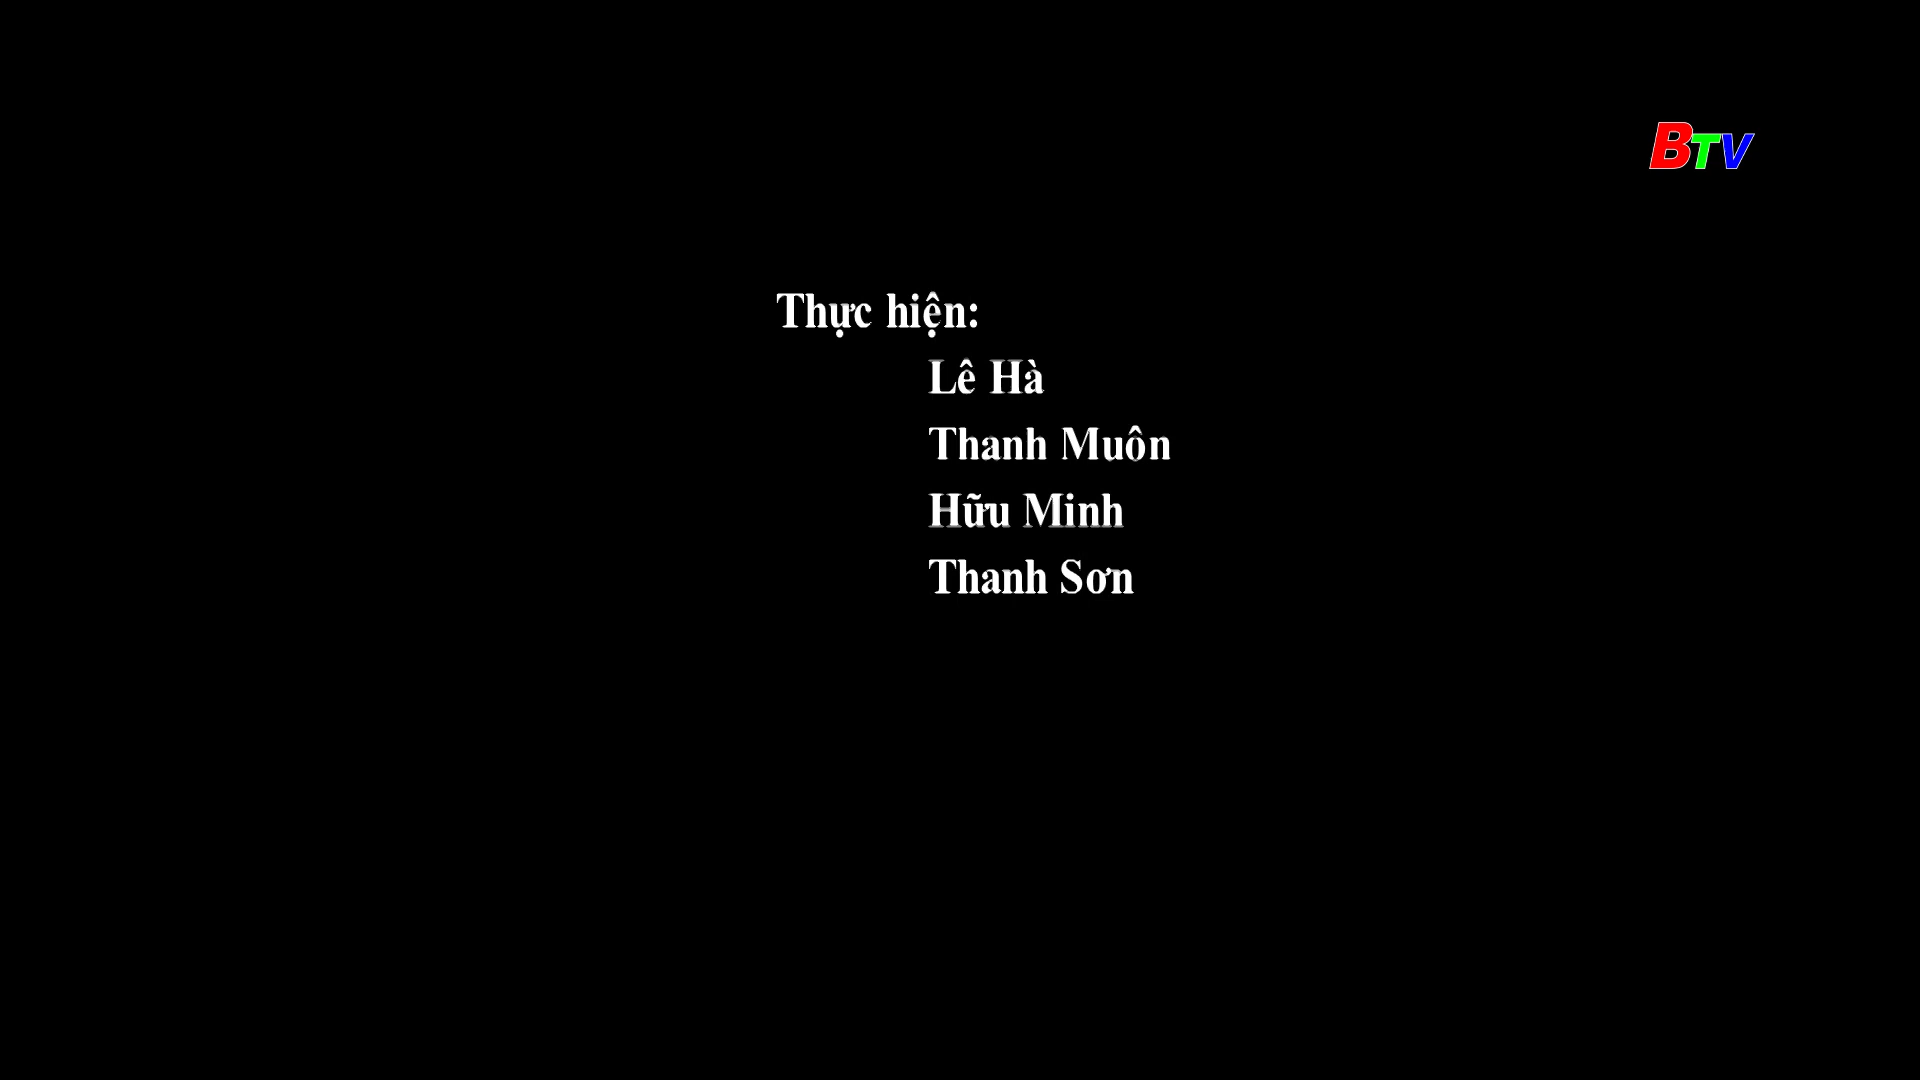 BTV
Thực hiện:
Lê Hà
Thanh Muôn
Hữu Minh
Thanh Sơn